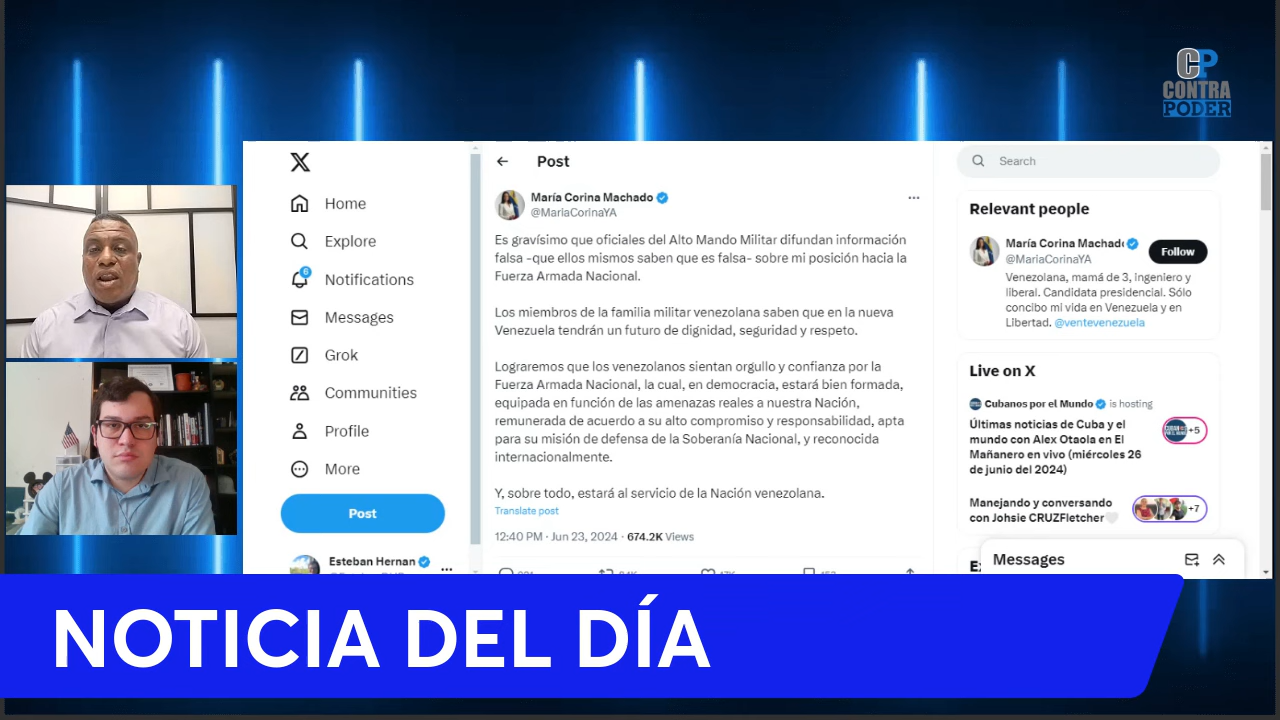 CP
CONTRA
PODER
X
Home
Explore
6
Notifications
Messages
Grok
Communities
Profile
More
Post
Esteban Hernan
Post
María Corina Machado
@MariaCorinaYA
Es gravísimo que oficiales del Alto Mando Militar difundan información
falsa -que ellos mismos saben que es falsa- sobre mi posición hacia la
Fuerza Armada Nacional.
Los miembros de la familia militar venezolana saben que en la nueva
Venezuela tendrán un futuro de dignidad, seguridad y respeto.
Lograremos que los venezolanos sientan orgullo y confianza por la
Fuerza Armada Nacional, la cual, en democracia, estará bien formada,
equipada en función de las amenazas reales a nuestra Nación,
remunerada de acuerdo a su alto compromiso y responsabilidad, apta
para su misión de defensa de la Soberanía Nacional, y reconocida
internacionalmente.
Y, sobre todo, estará al servicio de la Nación venezolana.
Translate post
12:40 PM · Jun 23, 2024 · 674.2K Views
Search
Relevant people
María Corina Machado
@MariaCorinaYA
Follow
Venezolana, mamá de 3, ingeniero y
liberal. Candidata presidencial. Sólo
concibo mi vida en Venezuela y en
Libertad. @ventevenezuela
Live on X
Cubanos por el Mundo is hosting
Últimas noticias de Cuba y el
mundo con Alex Otaola en El
Mañanero en vivo (miércoles 26
de junio del 2024)
+5
Manejando y conversando
con Johsie CRUZFletcher
+7
Messages
NOTICIA DEL DÍA